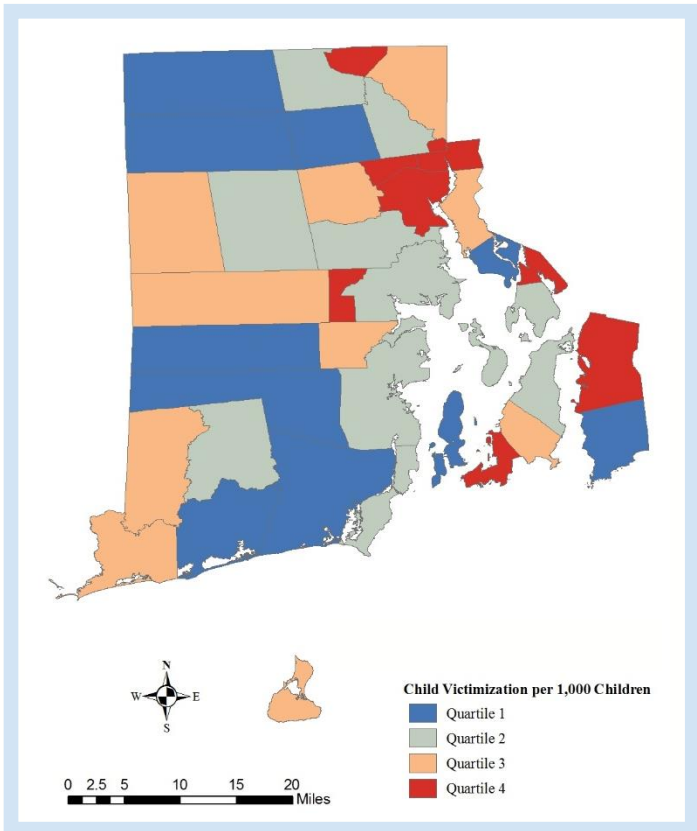 N
W E
S
Child Victimization per 1,000 Children
Quartile 1
Quartile 2
Quartile 3
Quartile 4
0 2.5 5 10 15 20
Miles